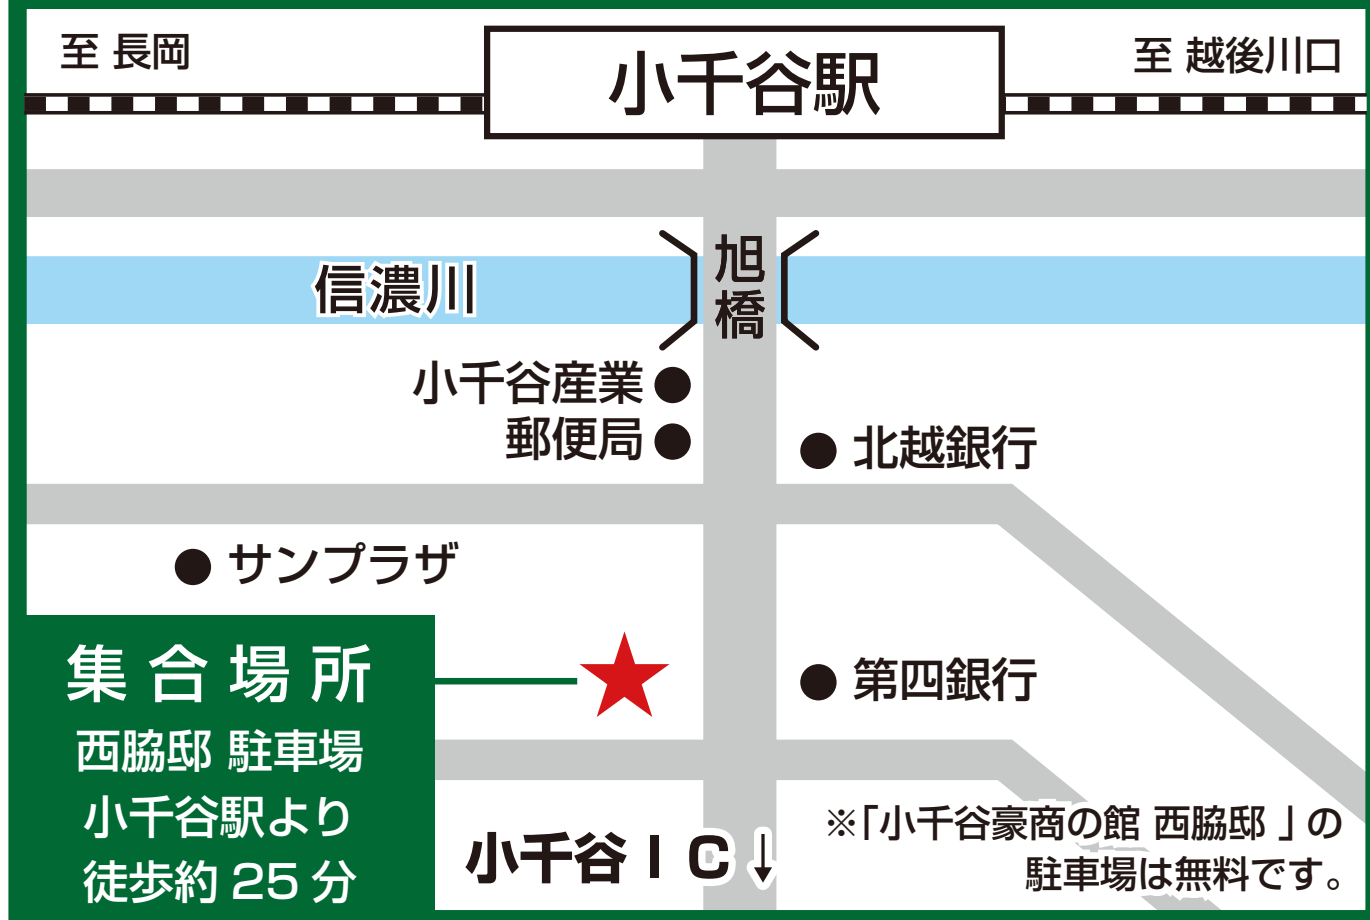 至 長岡
小千谷駅
至 越後川口
旭橋
信濃川
小千谷産業
郵便局
北越銀行
サンプラザ
集合場所
西脇邸 駐車場
小千谷駅より
徒歩約 25 分
第四銀行
小千谷 I C↓
※「小千谷豪商の館 西脇邸 」の
駐車場は無料です。